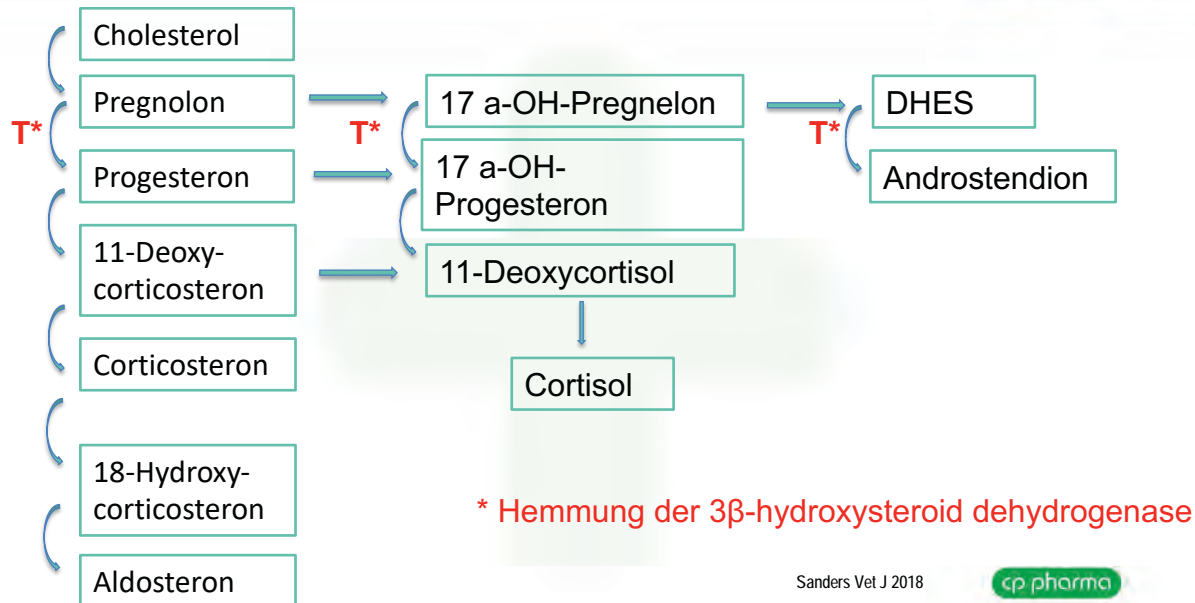 Cholesterol
Pregnolon
T*
Progesteron
11-Deoxy-
corticosteron
Corticosteron
18-Hydroxy-
corticosteron
Aldosteron
17 a-OH-Pregnelon
T*
17 a-OH-
Progesteron
11-Deoxycortisol
Cortisol
DHES
T*
Androstendion
* Hemmung der 3β-hydroxysteroid dehydrogenase
Sanders Vet J 2018
cp pharma